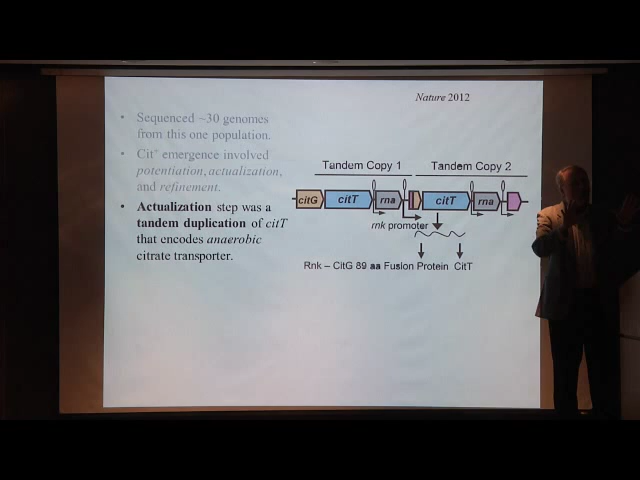 Nature 2012
• Sequenced ~30 genomes
from this one population.
• Cit⁺ emergence involved
potentiation, actualization,
and refinement.
• Actualization step was a
tandem duplication of citT
that encodes anaerobic
citrate transporter.
Tandem Copy 1 Tandem Copy 2
citG citT rna citT rna
rnk promoter
Rnk – CitG 89 aa Fusion Protein CitT